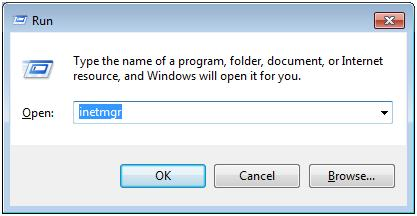 Run
Type the name of a program, folder, document, or Internet
resource, and Windows will open it for you.
Open: inetmgr
OK Cancel Browse...